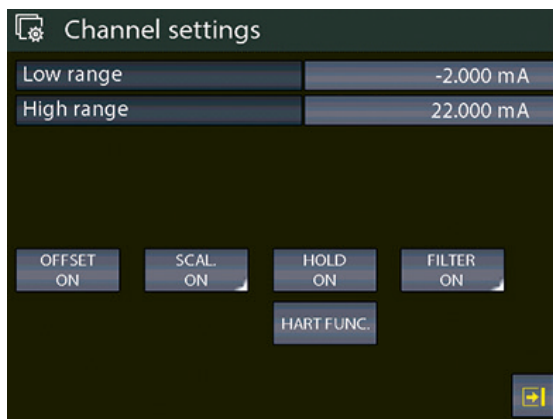 Channel settings
Low range -2.000 mA
High range 22.000 mA
OFFSET SCAL. HOLD FILTER
ON ON ON ON
HART FUNC.